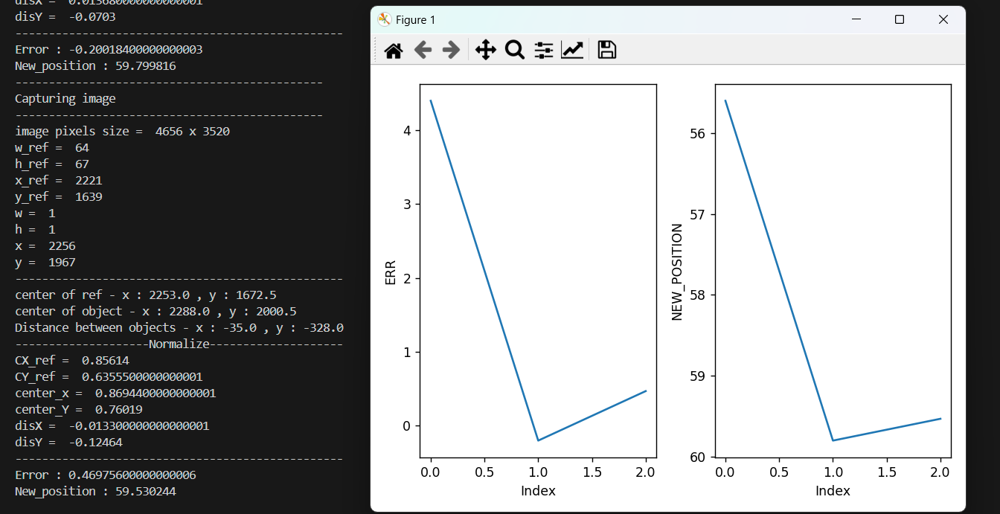 disX =  0.013680000000000001
disY =  -0.0703
-------------------------------------------------
Error : -0.20018400000000003
New_position : 59.799816
----------------------------------------------
Capturing image
----------------------------------------------
image pixels size =  4656 x 3520
w_ref =  64
h_ref =  67
x_ref =  2221
y_ref =  1639
w =  1
h =  1
x =  2256
y =  1967
-------------------------------------------------
center of ref - x : 2253.0 , y : 1672.5
center of object - x : 2288.0 , y : 2000.5
Distance between objects - x : -35.0 , y : -328.0
--------------------Normalize--------------------
CX_ref =  0.85614
CY_ref =  0.6355500000000001
center_x =  0.8694400000000001
center_Y =  0.76019
disX =  -0.013300000000000001
disY =  -0.12464
-------------------------------------------------
Error : 0.46975600000000006
New_position : 59.530244
Figure 1
4
3
2
1
0
ERR
0.0 0.5 1.0 1.5 2.0
Index
56
57
58
59
60
NEW_POSITION
0.0 0.5 1.0 1.5 2.0
Index